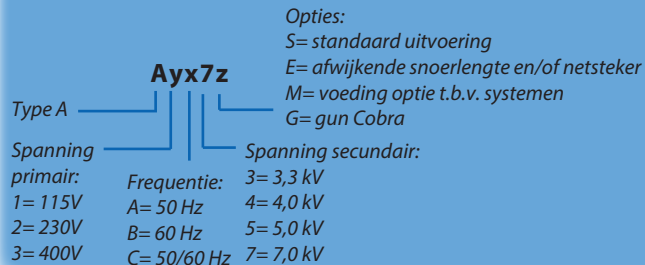 Opties:
S= standaard uitvoering
E= afwijkende snoerlengte en/of netsteker
M= voeding optie t.b.v. systemen
G= gun Cobra
Ayx7z
Type A
Spanning
primair:
1= 115V
2= 230V
3= 400V
Frequentie:
A= 50 Hz
B= 60 Hz
C= 50/60 Hz
Spanning secundair:
3= 3,3 kV
4= 4,0 kV
5= 5,0 kV
7= 7,0 kV